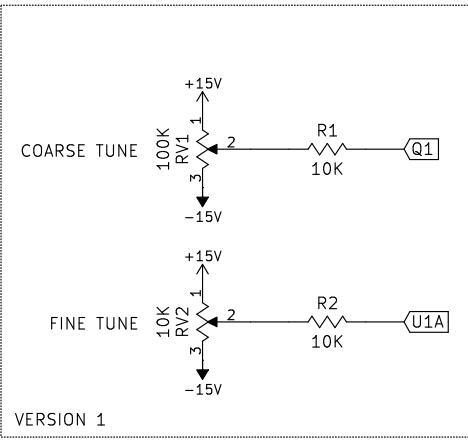 +15V
1
COARSE TUNE
100K
RV1
2
R1
10K
Q1
3
-15V
+15V
1
FINE TUNE
10K
RV2
2
R2
10K
U1A
3
-15V
VERSION 1